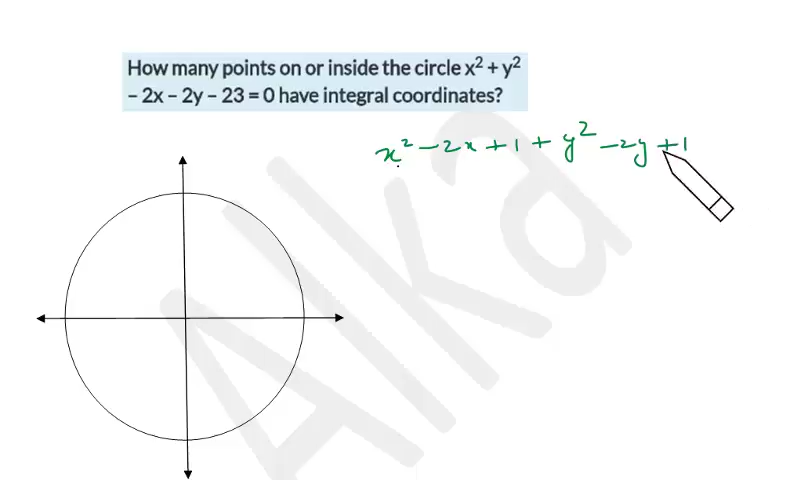 How many points on or inside the circle x² + y²
– 2x – 2y – 23 = 0 have integral coordinates?
x² – 2x + 1 + y² – 2y + 1
Alka